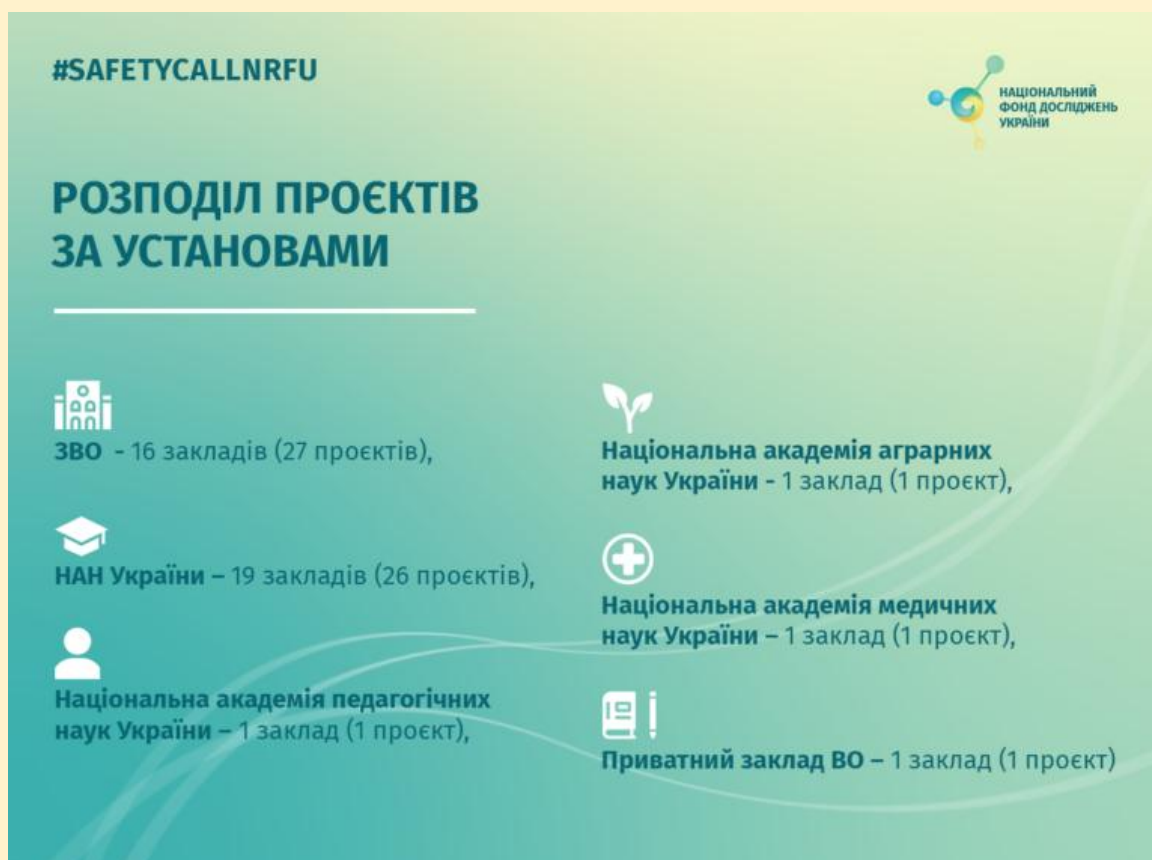 #SAFETYCALLNRFU
НАЦІОНАЛЬНИЙ
ФОНД ДОСЛІДЖЕНЬ
УКРАЇНИ
РОЗПОДІЛ ПРОЄКТІВ
ЗА УСТАНОВАМИ
ЗВО - 16 закладів (27 проєктів),
НАН України – 19 закладів (26 проєктів),
Національна академія педагогічних
наук України – 1 заклад (1 проєкт),
Національна академія аграрних
наук України - 1 заклад (1 проєкт),
Національна академія медичних
наук України – 1 заклад (1 проєкт),
Приватний заклад ВО – 1 заклад (1 проєкт)